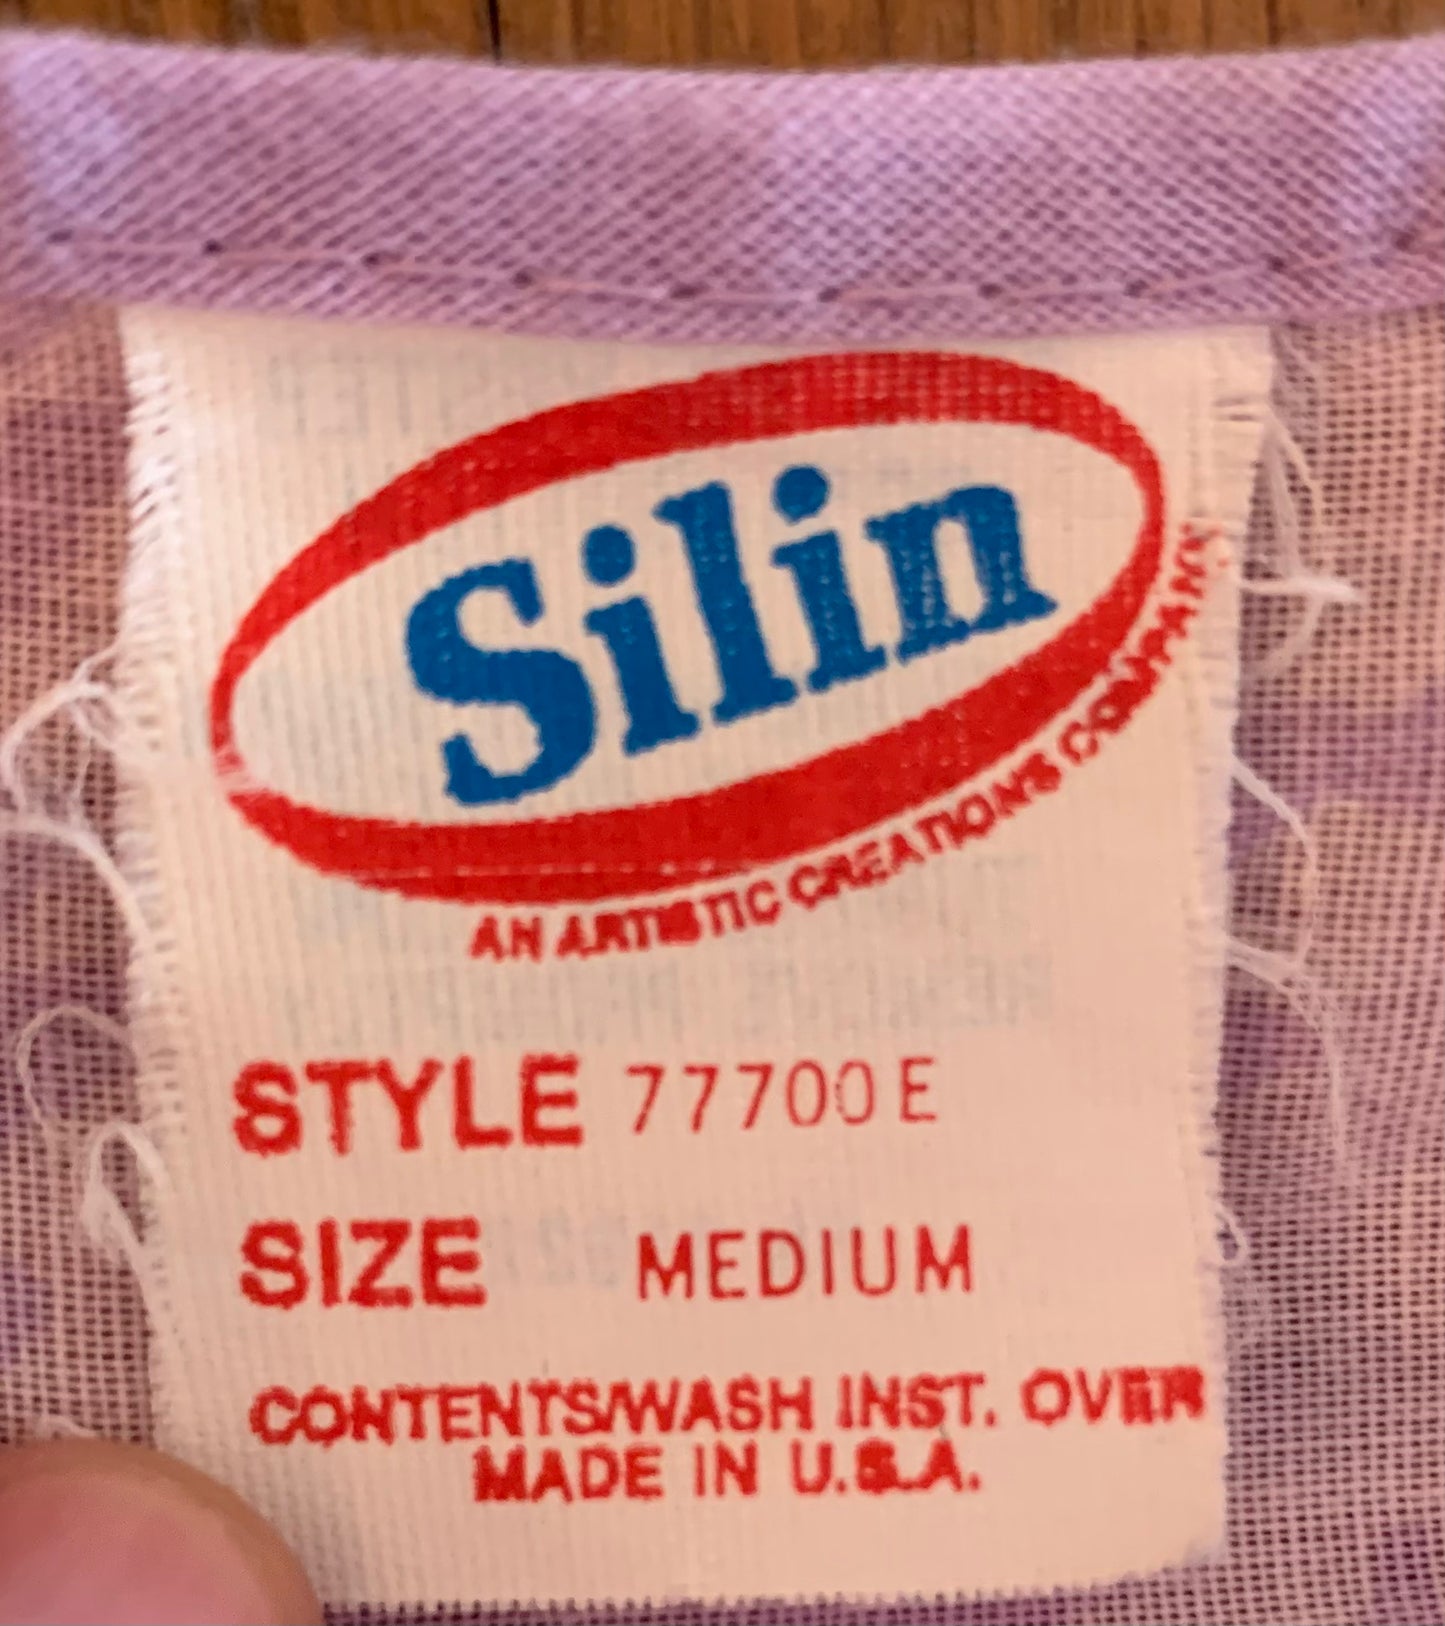 Silin
AN ARTISTIC CREATIONS COMPANY
STYLE 77700E
SIZE MEDIUM
CONTENTS/WASH INST. OVER
MADE IN U.S.A.